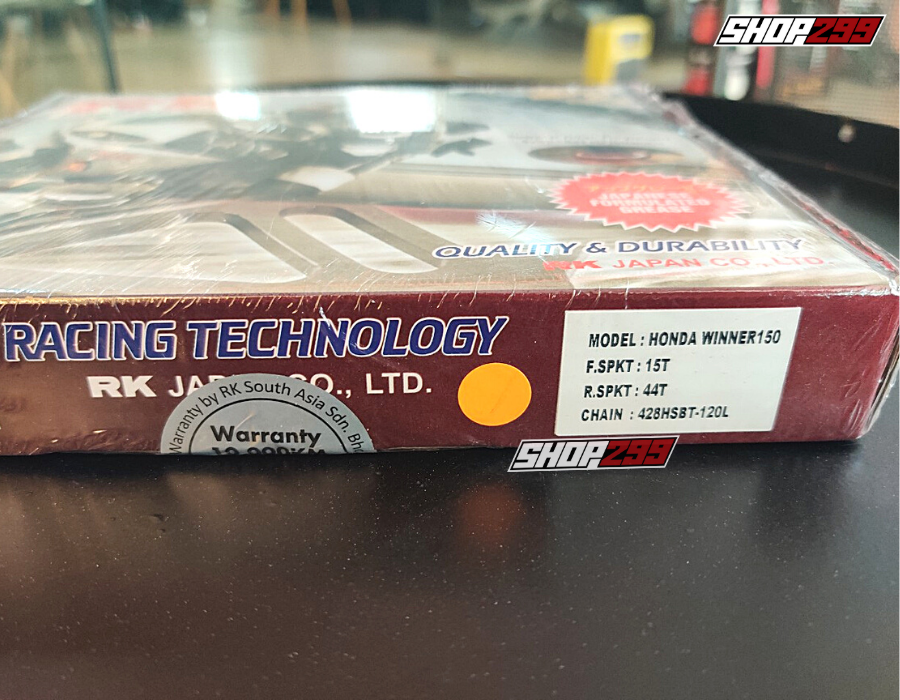 SHOP299
JAPANESE
FORMULATED
GREASE
QUALITY & DURABILITY
RK JAPAN CO., LTD.
RACING TECHNOLOGY
RK JAPAN CO., LTD.
Warranty by RK South Asia Sdn. Bhd
Warranty
MODEL : HONDA WINNER150
F.SPKT : 15T
R.SPKT : 44T
CHAIN : 428HSBT-120L
SHOP299